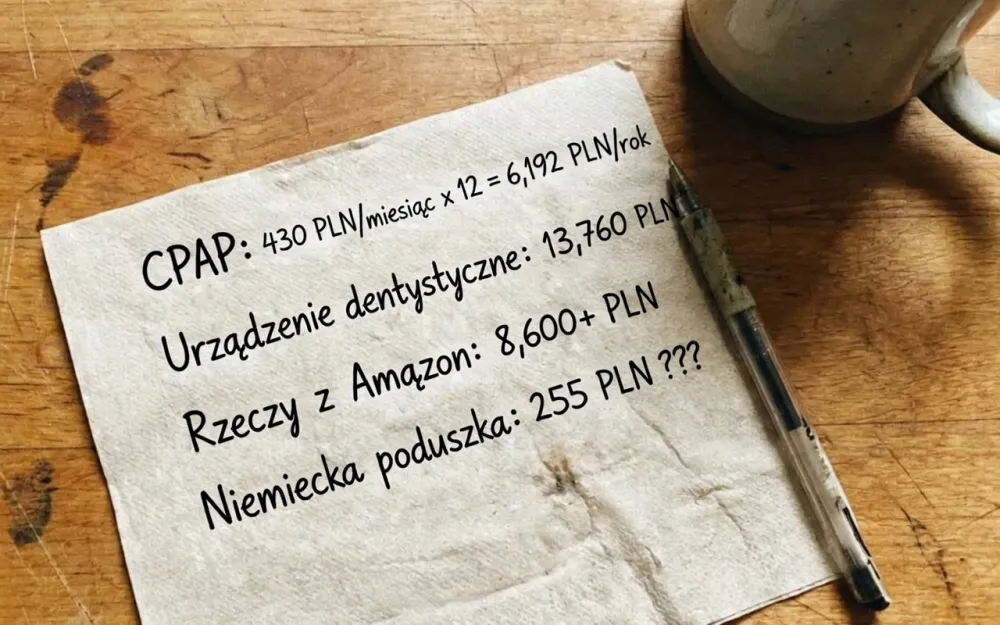 CPAP: 430 PLN/miesiąc x 12 = 6,192 PLN/rok
Urządzenie dentystyczne: 13,760 PLN
Rzeczy z Amązon: 8,600+ PLN
Niemiecka poduszka: 255 PLN ???